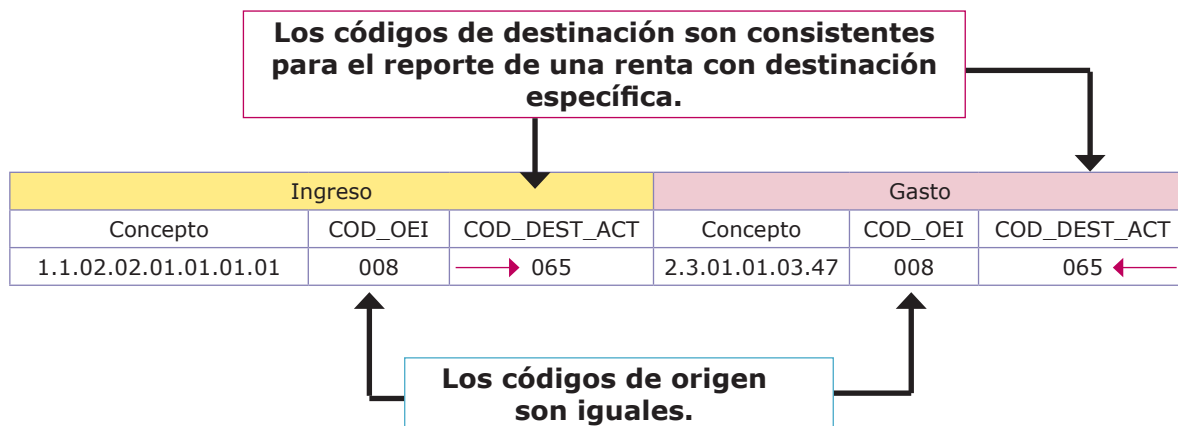 Los códigos de destinación son consistentes
para el reporte de una renta con destinación
específica.
Ingreso Gasto
Concepto COD_OEI COD_DEST_ACT Concepto COD_OEI COD_DEST_ACT
1.1.02.02.01.01.01.01 008 065 2.3.01.01.03.47 008 065
Los códigos de origen
son iguales.